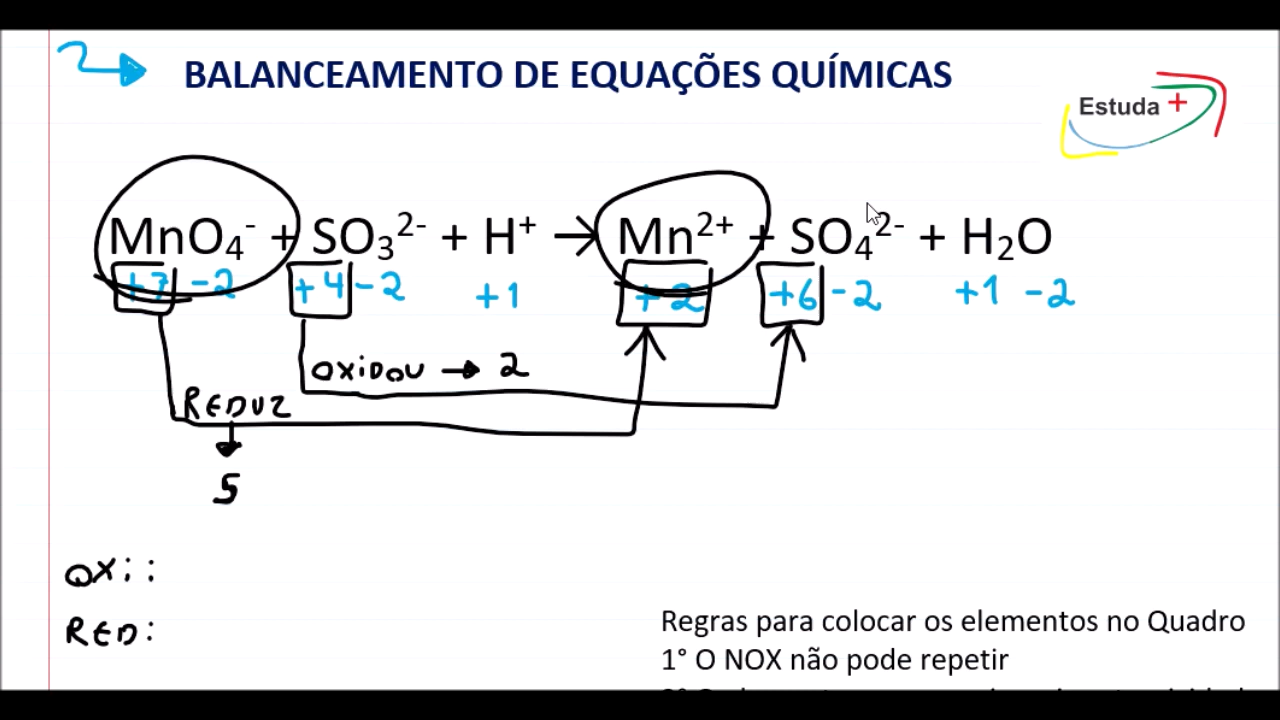 BALANCEAMENTO DE EQUAÇÕES QUÍMICAS
Estuda +
MnO₄⁻ + SO₃²⁻ + H⁺ → Mn²⁺ + SO₄²⁻ + H₂O
+7 -2 +4 -2 +1 +2 +6 -2 +1 -2
OXIDOU → 2
REDUZ
5
OXI:
RED:
Regras para colocar os elementos no Quadro
1° O NOX não pode repetir